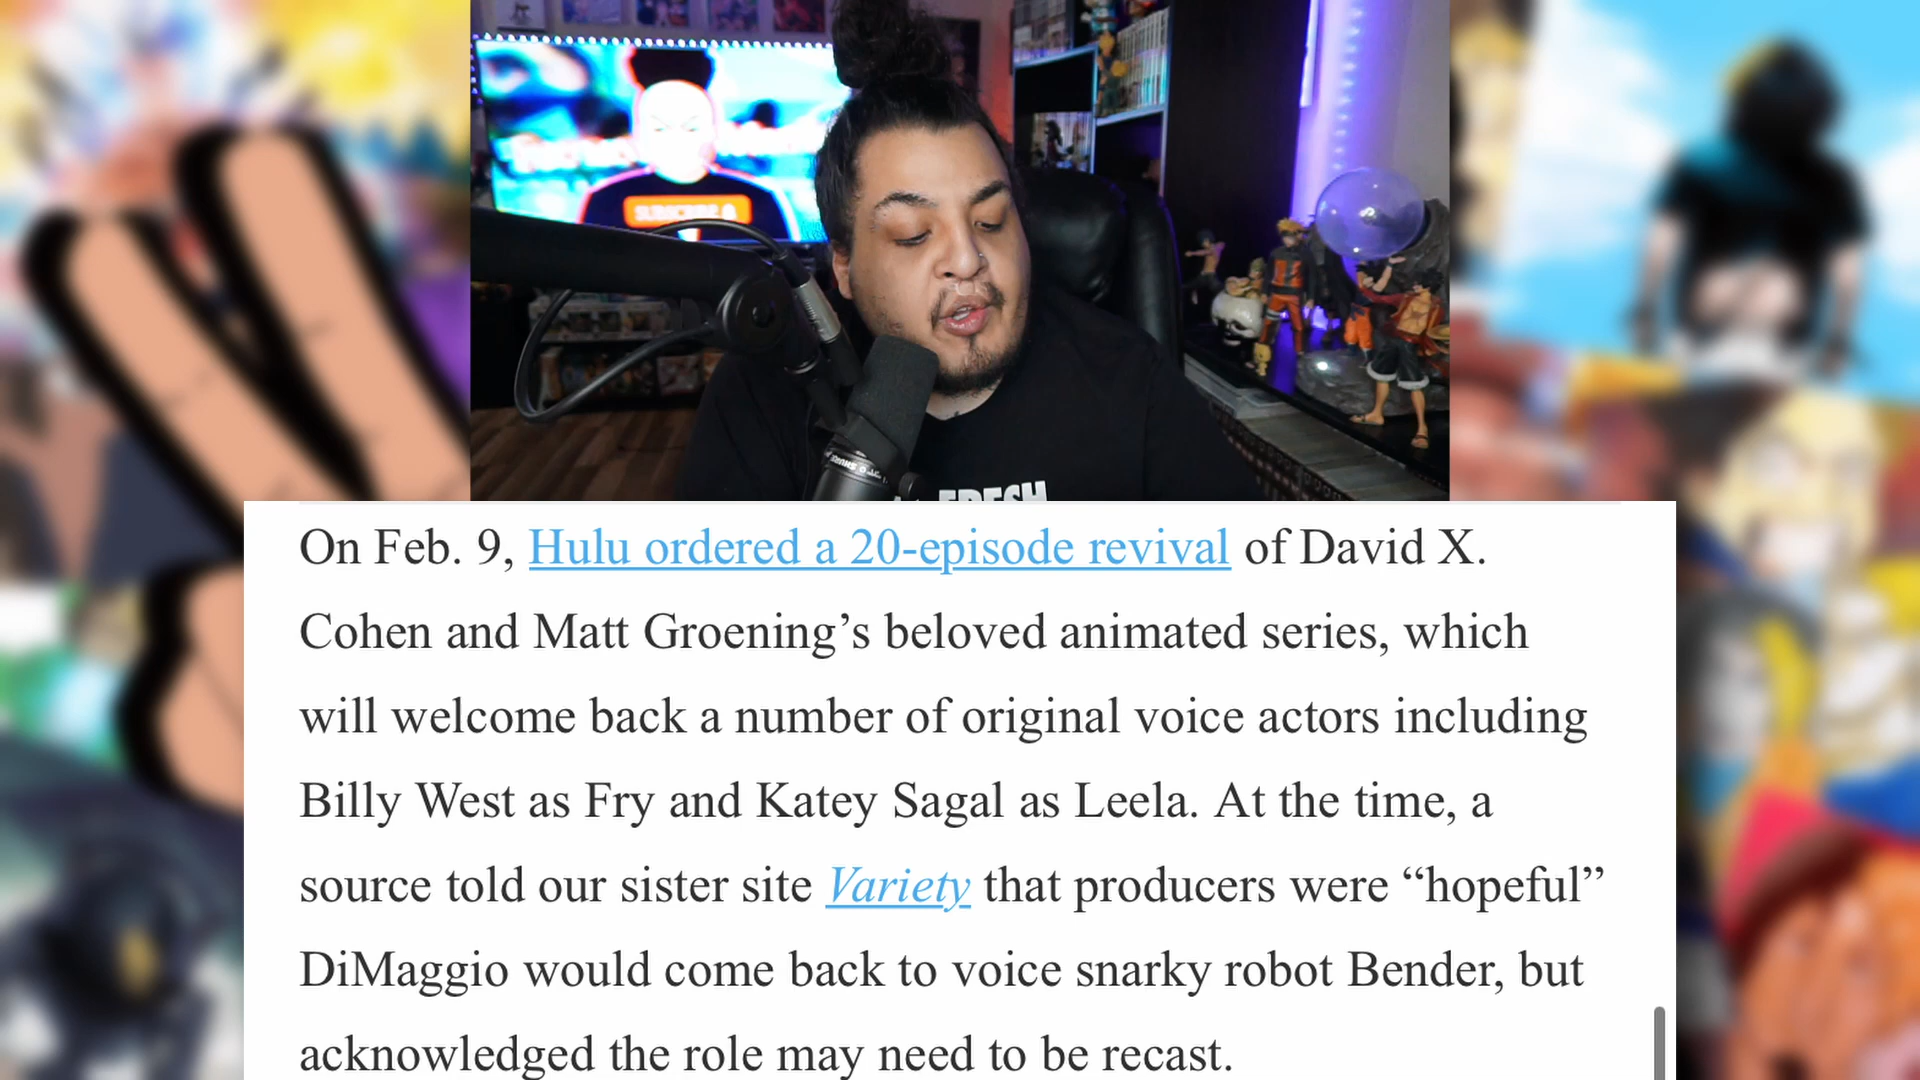 SUBSCRIBE
FRESH
On Feb. 9, Hulu ordered a 20-episode revival of David X.
Cohen and Matt Groening’s beloved animated series, which
will welcome back a number of original voice actors including
Billy West as Fry and Katey Sagal as Leela. At the time, a
source told our sister site Variety that producers were “hopeful”
DiMaggio would come back to voice snarky robot Bender, but
acknowledged the role may need to be recast.